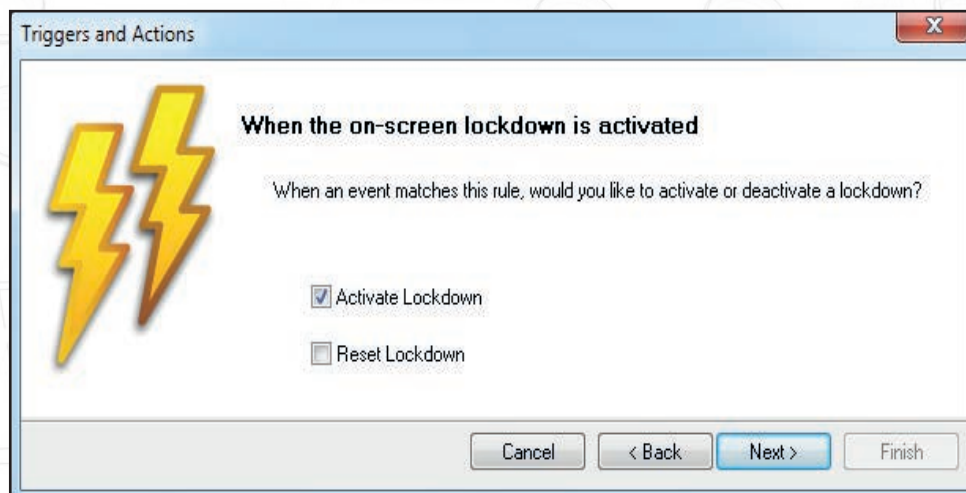 Triggers and Actions
X
When the on-screen lockdown is activated
When an event matches this rule, would you like to activate or deactivate a lockdown?
Activate Lockdown
Reset Lockdown
Cancel < Back Next > Finish